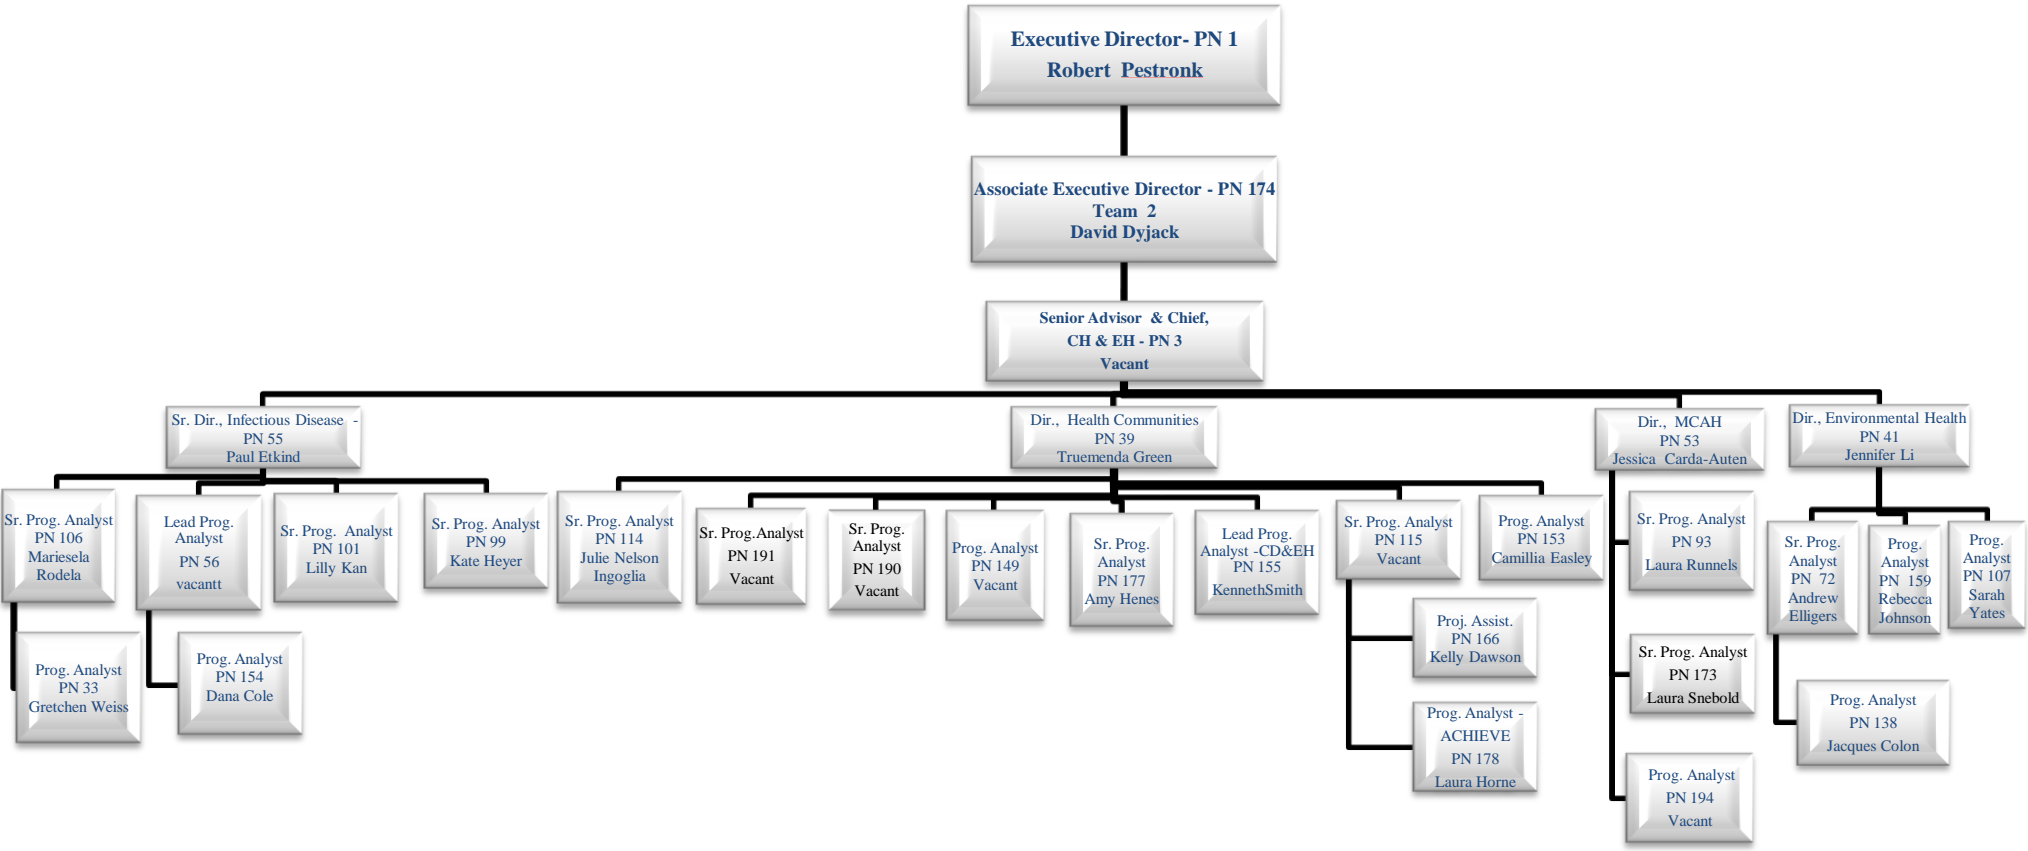 Executive Director- PN 1
Robert Pestronk
Associate Executive Director - PN 174
Team 2
David Dyjack
Senior Advisor & Chief,
CH & EH - PN 3
Vacant
Sr. Dir., Infectious Disease -
PN 55
Paul Etkind
Dir., Health Communities
PN 39
Truemenda Green
Dir., MCAH
PN 53
Jessica Carda-Auten
Dir., Environmental Health
PN 41
Jennifer Li
Sr. Prog. Analyst
PN 106
Mariesela
Rodela
Lead Prog.
Analyst
PN 56
vacantt
Sr. Prog. Analyst
PN 101
Lilly Kan
Sr. Prog. Analyst
PN 99
Kate Heyer
Sr. Prog. Analyst
PN 114
Julie Nelson
Ingoglia
Sr. Prog.Analyst
PN 191
Vacant
Sr. Prog.
Analyst
PN 190
Vacant
Prog. Analyst
PN 149
Vacant
Sr. Prog.
Analyst
PN 177
Amy Henes
Lead Prog.
Analyst -CD&EH
PN 155
KennethSmith
Sr. Prog. Analyst
PN 115
Vacant
Prog. Analyst
PN 153
Camillia Easley
Sr. Prog. Analyst
PN 93
Laura Runnels
Sr. Prog.
Analyst
PN 72
Andrew
Elligers
Prog.
Analyst
PN 159
Rebecca
Johnson
Prog.
Analyst
PN 107
Sarah
Yates
Prog. Analyst
PN 33
Gretchen Weiss
Prog. Analyst
PN 154
Dana Cole
Proj. Assist.
PN 166
Kelly Dawson
Prog. Analyst -
ACHIEVE
PN 178
Laura Horne
Sr. Prog. Analyst
PN 173
Laura Snebold
Prog. Analyst
PN 194
Vacant
Prog. Analyst
PN 138
Jacques Colon